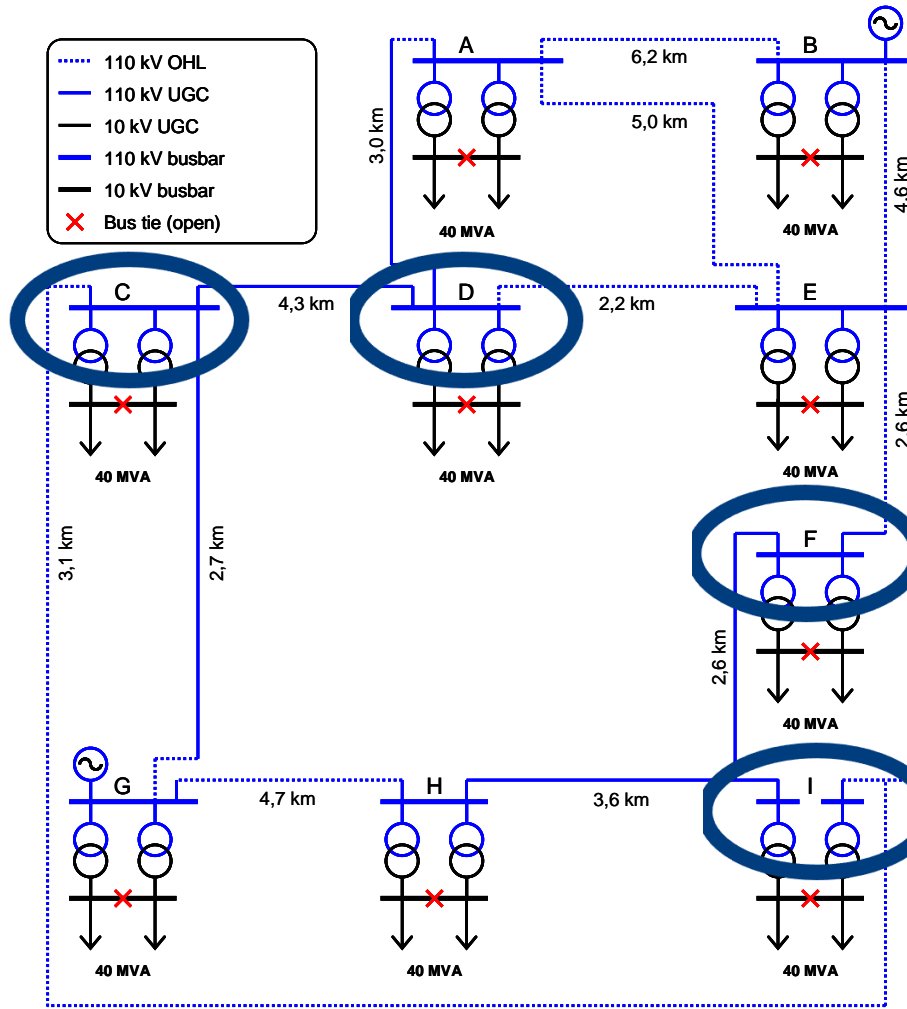 110 kV OHL
110 kV UGC
10 kV UGC
110 kV busbar
10 kV busbar
Bus tie (open)
A
6,2 km
B
5,0 km
3,0 km
4,6 km
40 MVA
40 MVA
C
4,3 km
D
2,2 km
E
2,6 km
40 MVA
40 MVA
40 MVA
3,1 km
2,7 km
F
2,6 km
40 MVA
G
4,7 km
H
3,6 km
I
40 MVA
40 MVA
40 MVA